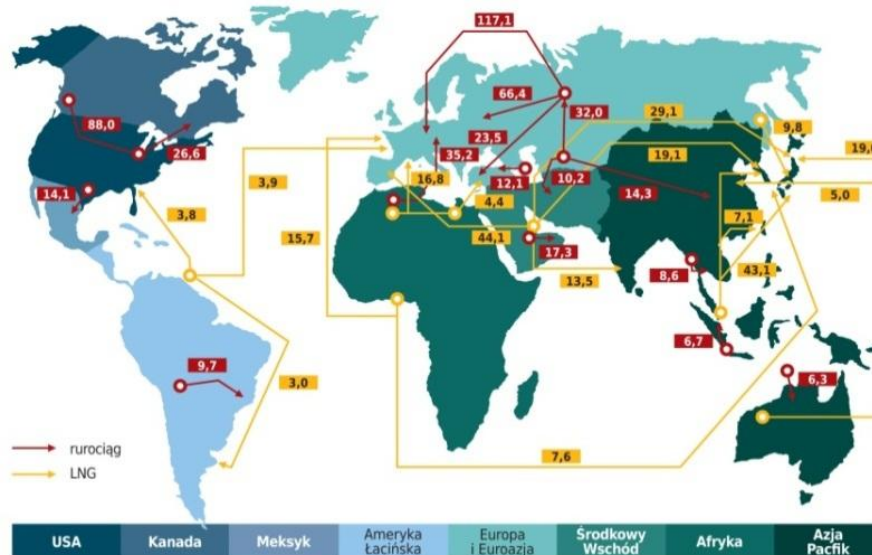 117,1
66,4
32,0
29,1
9,8
88,0
23,5
19,0
26,6
35,2
19,1
14,1
3,9
16,8
12,1
10,2
14,3
5,0
3,8
4,4
15,7
44,1
7,1
17,3
13,5
8,6
43,1
6,7
9,7
3,0
6,3
rurociąg
LNG
7,6
USA
Kanada
Meksyk
Ameryka
Łacińska
Europa
i Euroazja
Środkowy
Wschód
Afryka
Azja
Pacfik